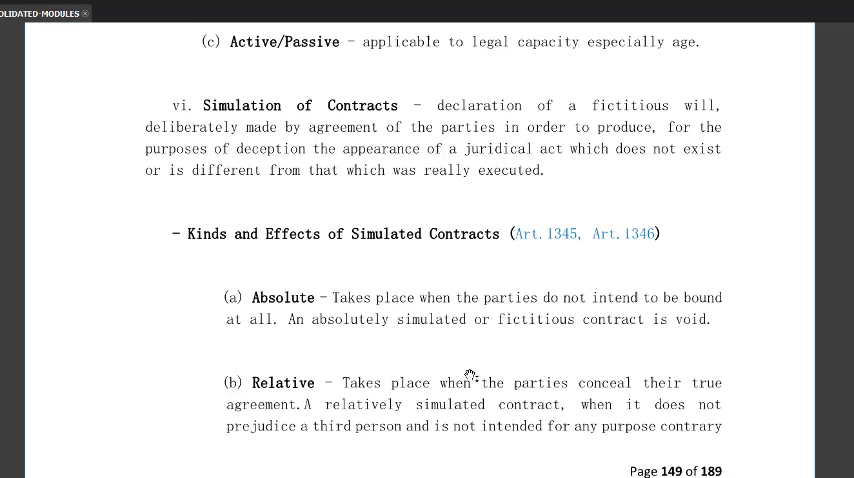 OLIDATED-MODULES
(c) Active/Passive - applicable to legal capacity especially age.
vi. Simulation of Contracts - declaration of a fictitious will,
deliberately made by agreement of the parties in order to produce, for the
purposes of deception the appearance of a juridical act which does not exist
or is different from that which was really executed.
- Kinds and Effects of Simulated Contracts (Art.1345, Art.1346)
(a) Absolute - Takes place when the parties do not intend to be bound
at all. An absolutely simulated or fictitious contract is void.
(b) Relative - Takes place when the parties conceal their true
agreement.A relatively simulated contract, when it does not
prejudice a third person and is not intended for any purpose contrary
Page 149 of 189